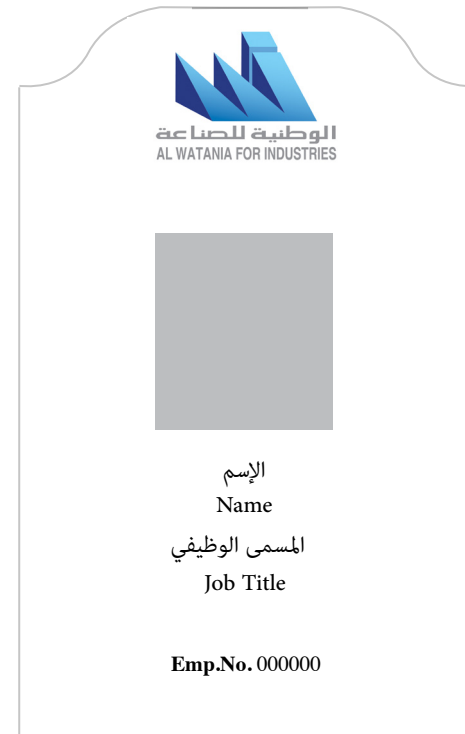 الوطنية للصناعة
AL WATANIA FOR INDUSTRIES
الإسم
Name
المسمى الوظيفي
Job Title
Emp.No. 000000